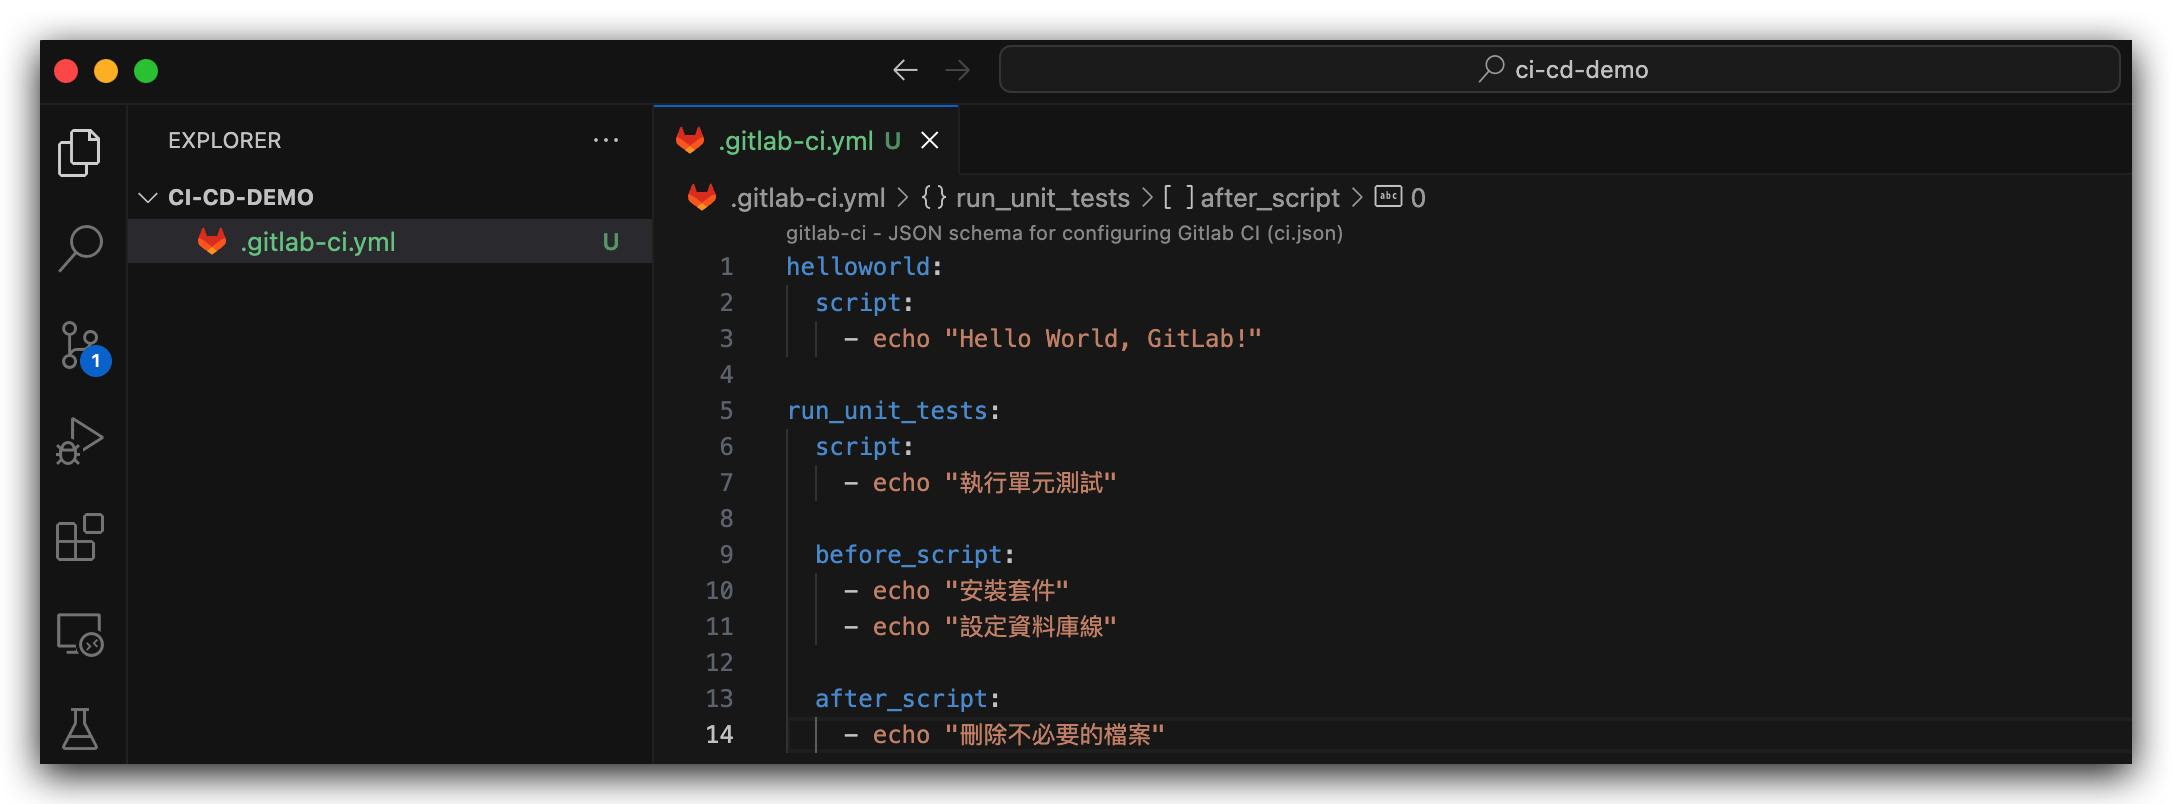 ci-cd-demo
EXPLORER
CI-CD-DEMO
.gitlab-ci.yml U
1
.gitlab-ci.yml U
.gitlab-ci.yml > {} run_unit_tests > [ ] after_script > abc 0
gitlab-ci - JSON schema for configuring Gitlab CI (ci.json)
1 helloworld:
2 script:
3 - echo "Hello World, GitLab!"
4
5 run_unit_tests:
6 script:
7 - echo "執行單元測試"
8
9 before_script:
10 - echo "安裝套件"
11 - echo "設定資料庫線"
12
13 after_script:
14 - echo "刪除不必要的檔案"